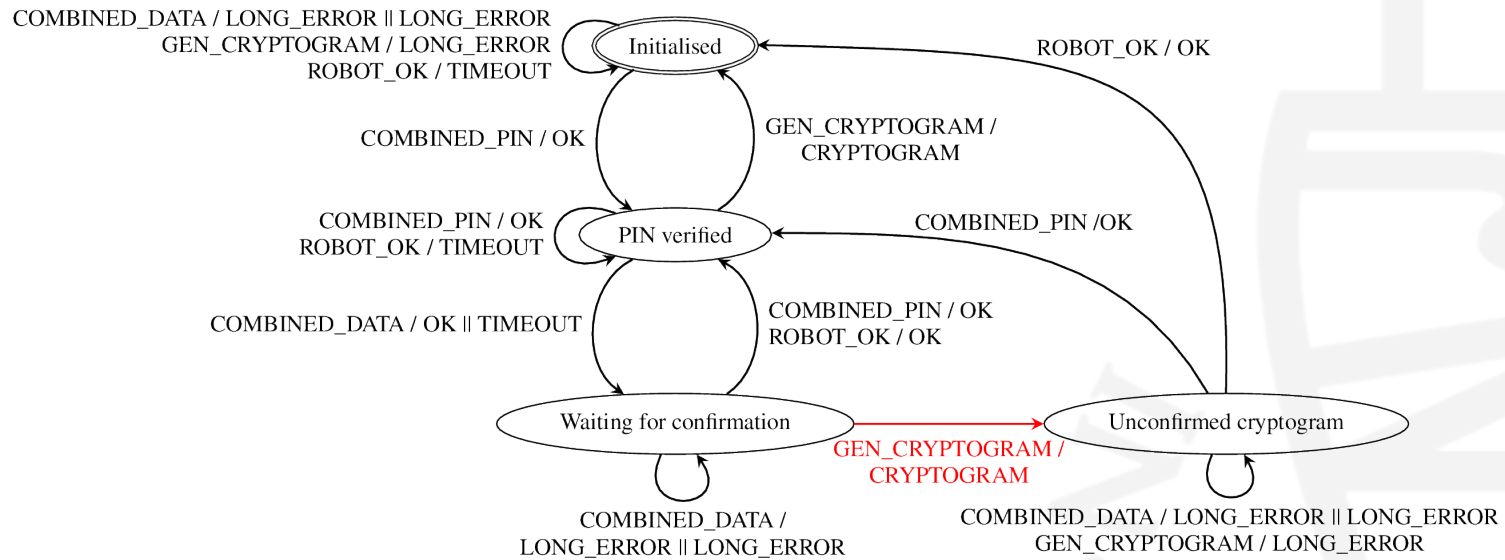 COMBINED_DATA / LONG_ERROR || LONG_ERROR
GEN_CRYPTOGRAM / LONG_ERROR
ROBOT_OK / TIMEOUT
Initialised
ROBOT_OK / OK
COMBINED_PIN / OK
GEN_CRYPTOGRAM /
CRYPTOGRAM
COMBINED_PIN / OK
ROBOT_OK / TIMEOUT
PIN verified
COMBINED_PIN /OK
COMBINED_DATA / OK || TIMEOUT
COMBINED_PIN / OK
ROBOT_OK / OK
Waiting for confirmation
GEN_CRYPTOGRAM /
CRYPTOGRAM
Unconfirmed cryptogram
COMBINED_DATA /
LONG_ERROR || LONG_ERROR
COMBINED_DATA / LONG_ERROR || LONG_ERROR
GEN_CRYPTOGRAM / LONG_ERROR